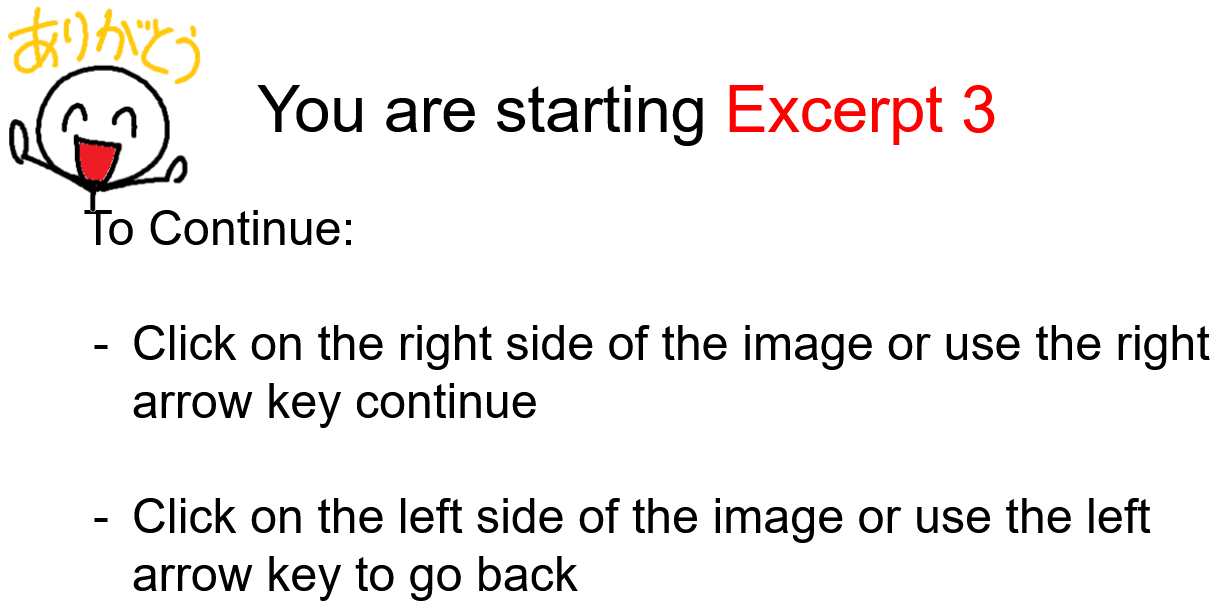 ありがとう
You are starting Excerpt 3
To Continue:
- Click on the right side of the image or use the right
arrow key continue
- Click on the left side of the image or use the left
arrow key to go back